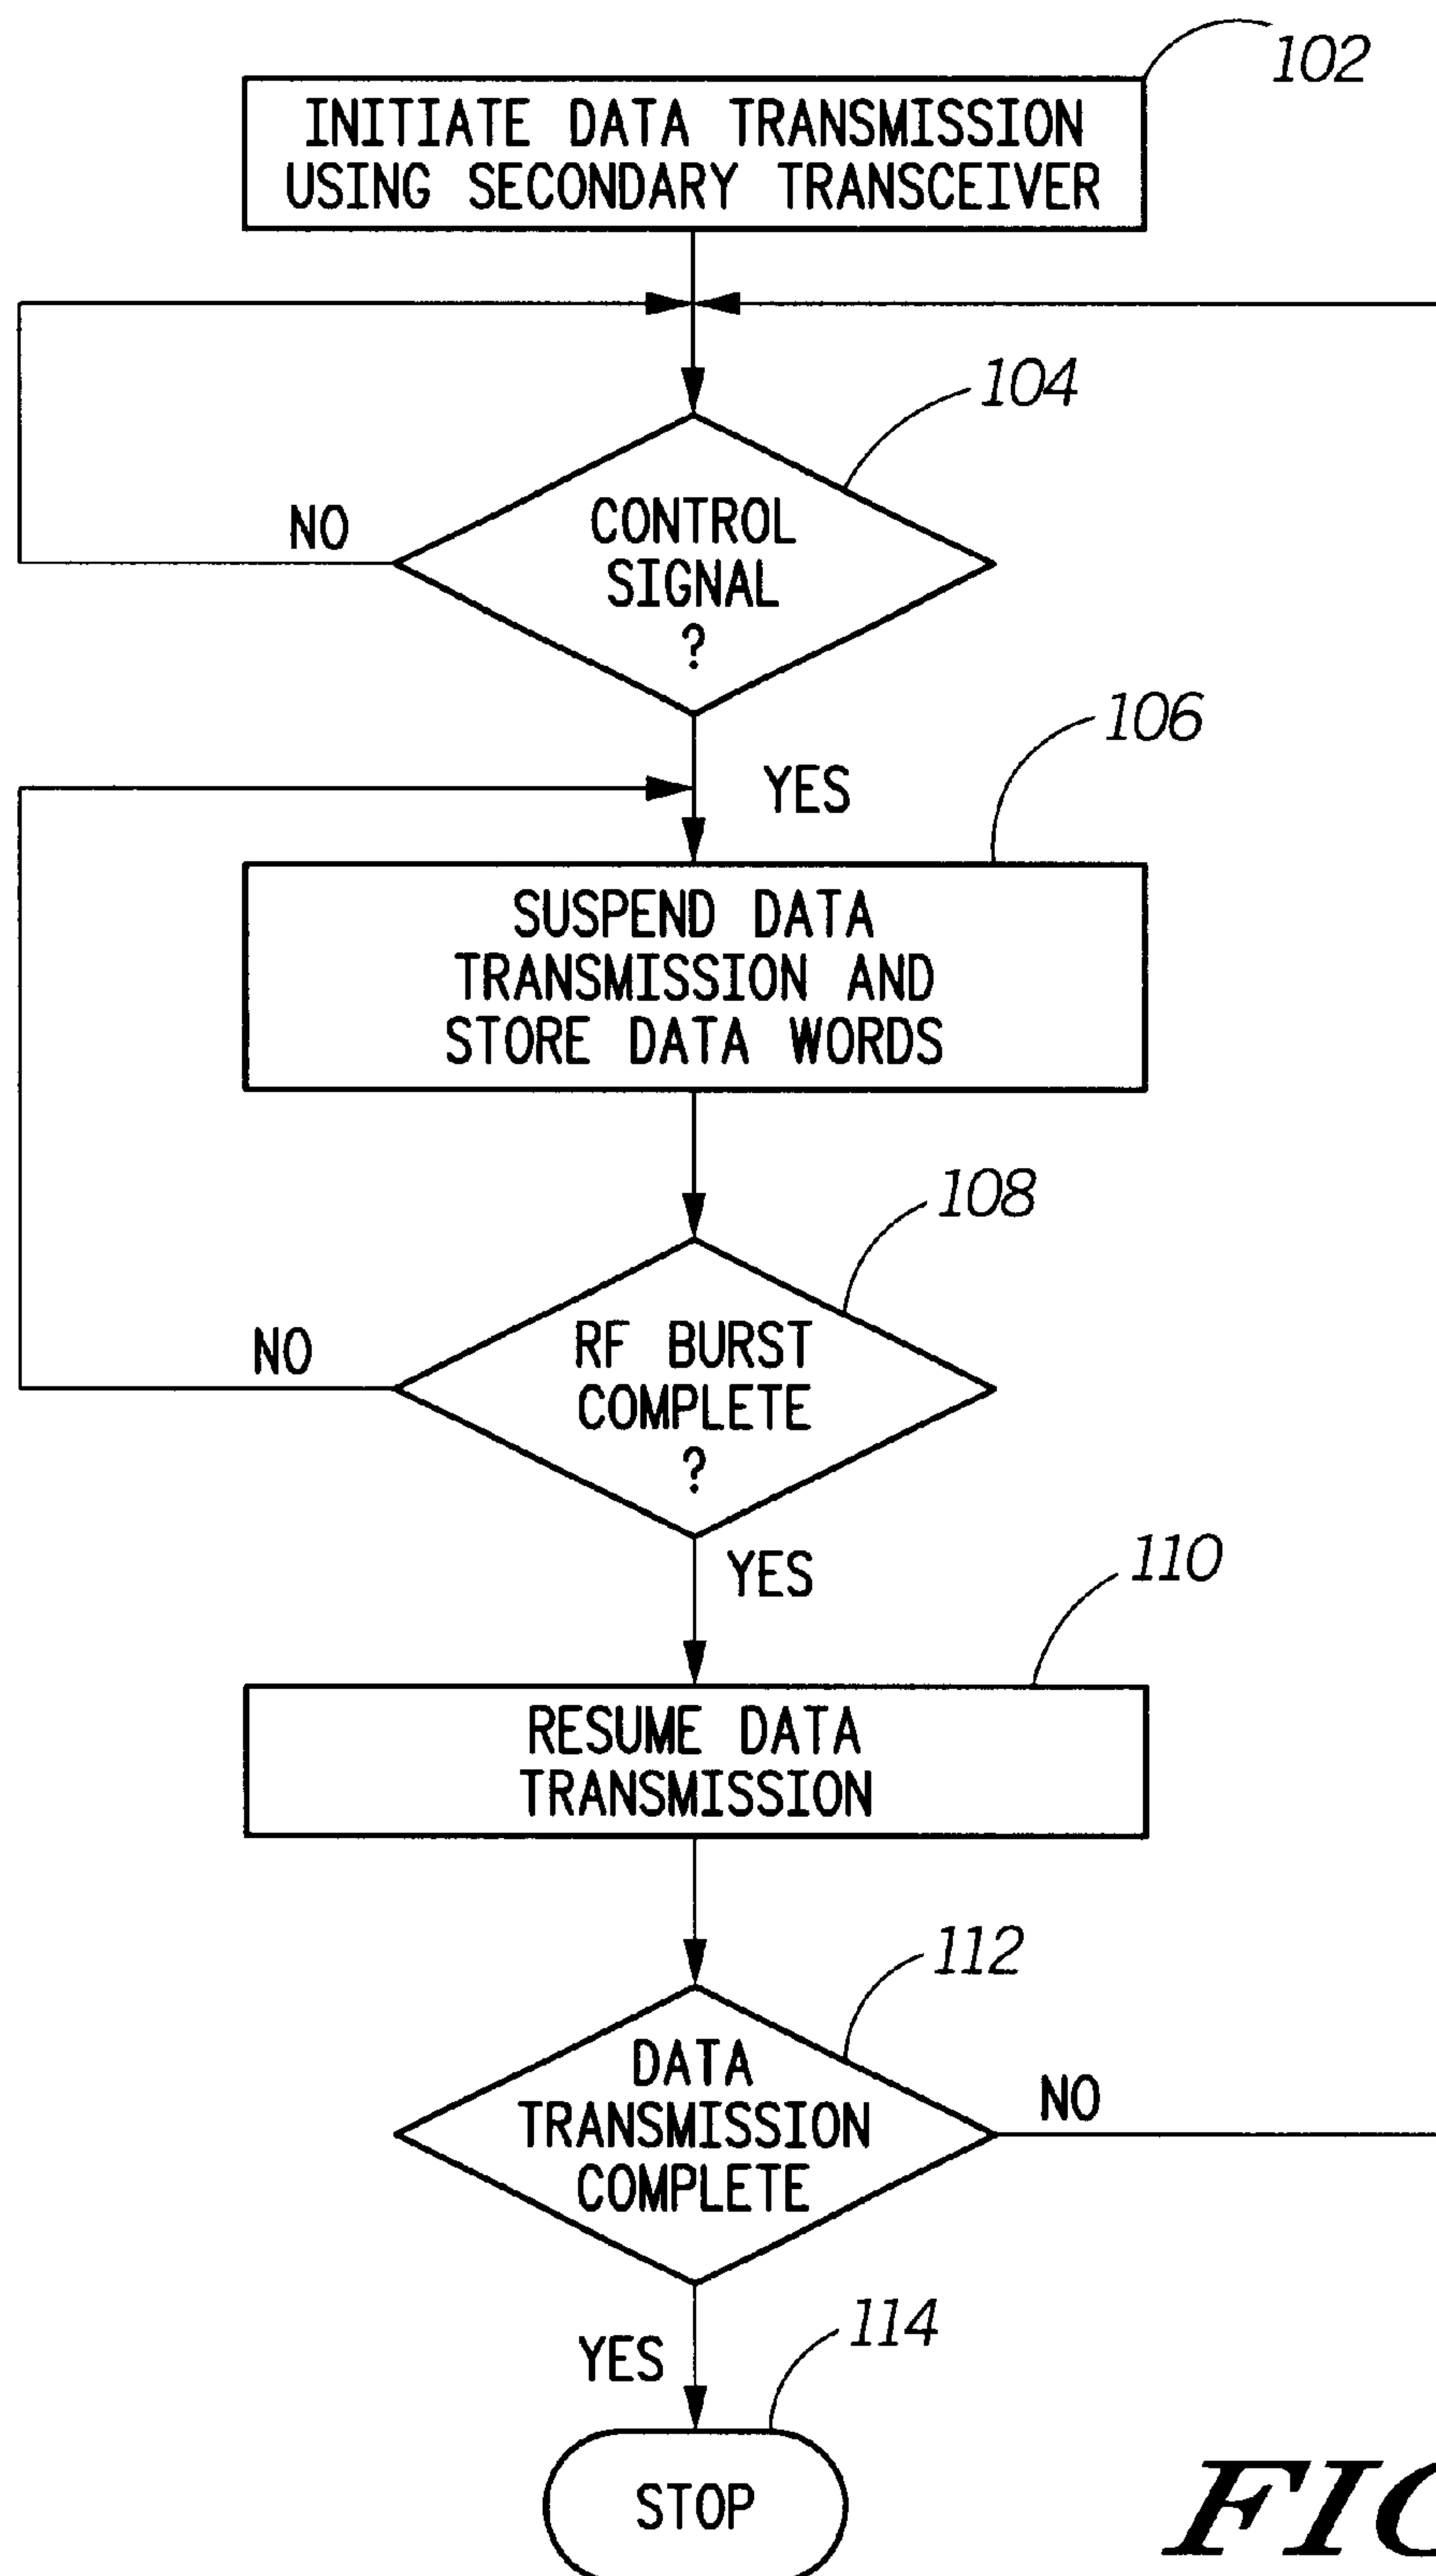 102
INITIATE DATA TRANSMISSION
USING SECONDARY TRANSCEIVER
104
CONTROL
SIGNAL
?
NO
YES
106
SUSPEND DATA
TRANSMISSION AND
STORE DATA WORDS
108
RF BURST
COMPLETE
?
NO
YES
110
RESUME DATA
TRANSMISSION
112
DATA
TRANSMISSION
COMPLETE
NO
YES
114
STOP